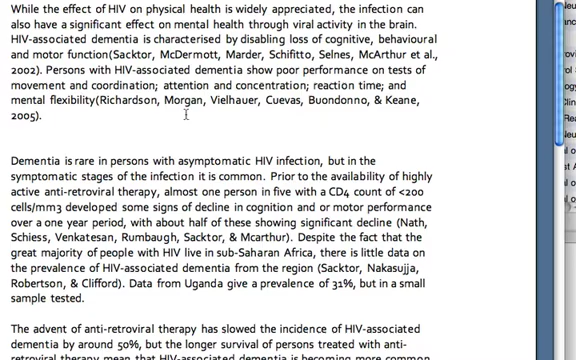 While the effect of HIV on physical health is widely appreciated, the infection can
also have a significant effect on mental health through viral activity in the brain.
HIV-associated dementia is characterised by disabling loss of cognitive, behavioural
and motor function(Sacktor, McDermott, Marder, Schifitto, Selnes, McArthur et al.,
2002). Persons with HIV-associated dementia show poor performance on tests of
movement and coordination; attention and concentration; reaction time; and
mental flexibility(Richardson, Morgan, Vielhauer, Cuevas, Buondonno, & Keane,
2005).
Dementia is rare in persons with asymptomatic HIV infection, but in the
symptomatic stages of the infection it is common. Prior to the availability of highly
active anti-retroviral therapy, almost one person in five with a CD4 count of <200
cells/mm3 developed some signs of decline in cognition and or motor performance
over a one year period, with about half of these showing significant decline (Nath,
Schiess, Venkatesan, Rumbaugh, Sacktor, & Mcarthur). Despite the fact that the
great majority of people with HIV live in sub-Saharan Africa, there is little data on
the prevalence of HIV-associated dementia from the region (Sacktor, Nakasujja,
Robertson, & Clifford). Data from Uganda give a prevalence of 31%, but in a small
sample tested.
The advent of anti-retroviral therapy has slowed the incidence of HIV-associated
dementia by around 50%, but the longer survival of persons treated with anti-
retroviral therapy mean that HIV-associated dementia is becoming more common